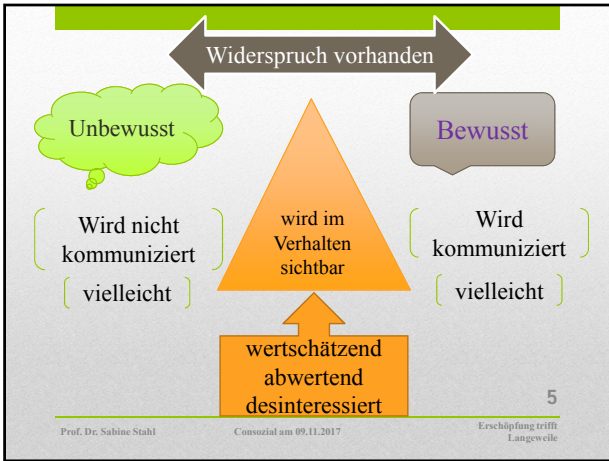 Widerspruch vorhanden
Unbewusst
Bewusst
Wird nicht
kommuniziert
vielleicht
wird im
Verhalten
sichtbar
Wird
kommuniziert
vielleicht
wertschätzend
abwertend
desinteressiert
5
Prof. Dr. Sabine Stahl
Consozial am 09.11.2017
Erschöpfung trifft
Langeweile